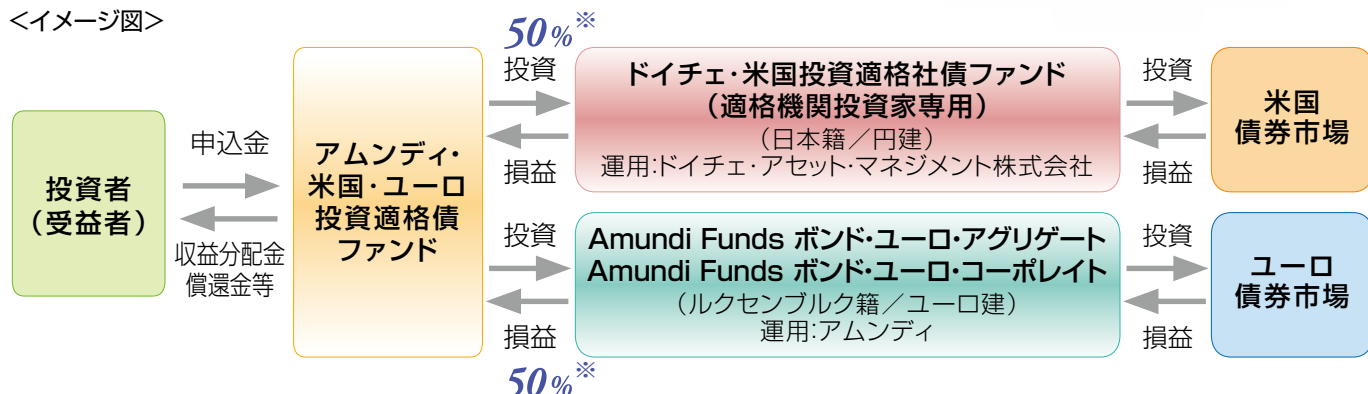 <イメージ図>
投資者
(受益者)
申込金
収益分配金
償還金等
アムンディ・
米国・ユーロ
投資適格債
ファンド
50%※
投資
損益
ドイチェ・米国投資適格社債ファンド
(適格機関投資家専用)
(日本籍/円建)
運用:ドイチェ・アセット・マネジメント株式会社
投資
損益
米国
債券市場
投資
損益
50%※
Amundi Funds ボンド・ユーロ・アグリゲート
Amundi Funds ボンド・ユーロ・コーポレイト
(ルクセンブルク籍/ユーロ建)
運用:アムンディ
投資
損益
ユーロ
債券市場